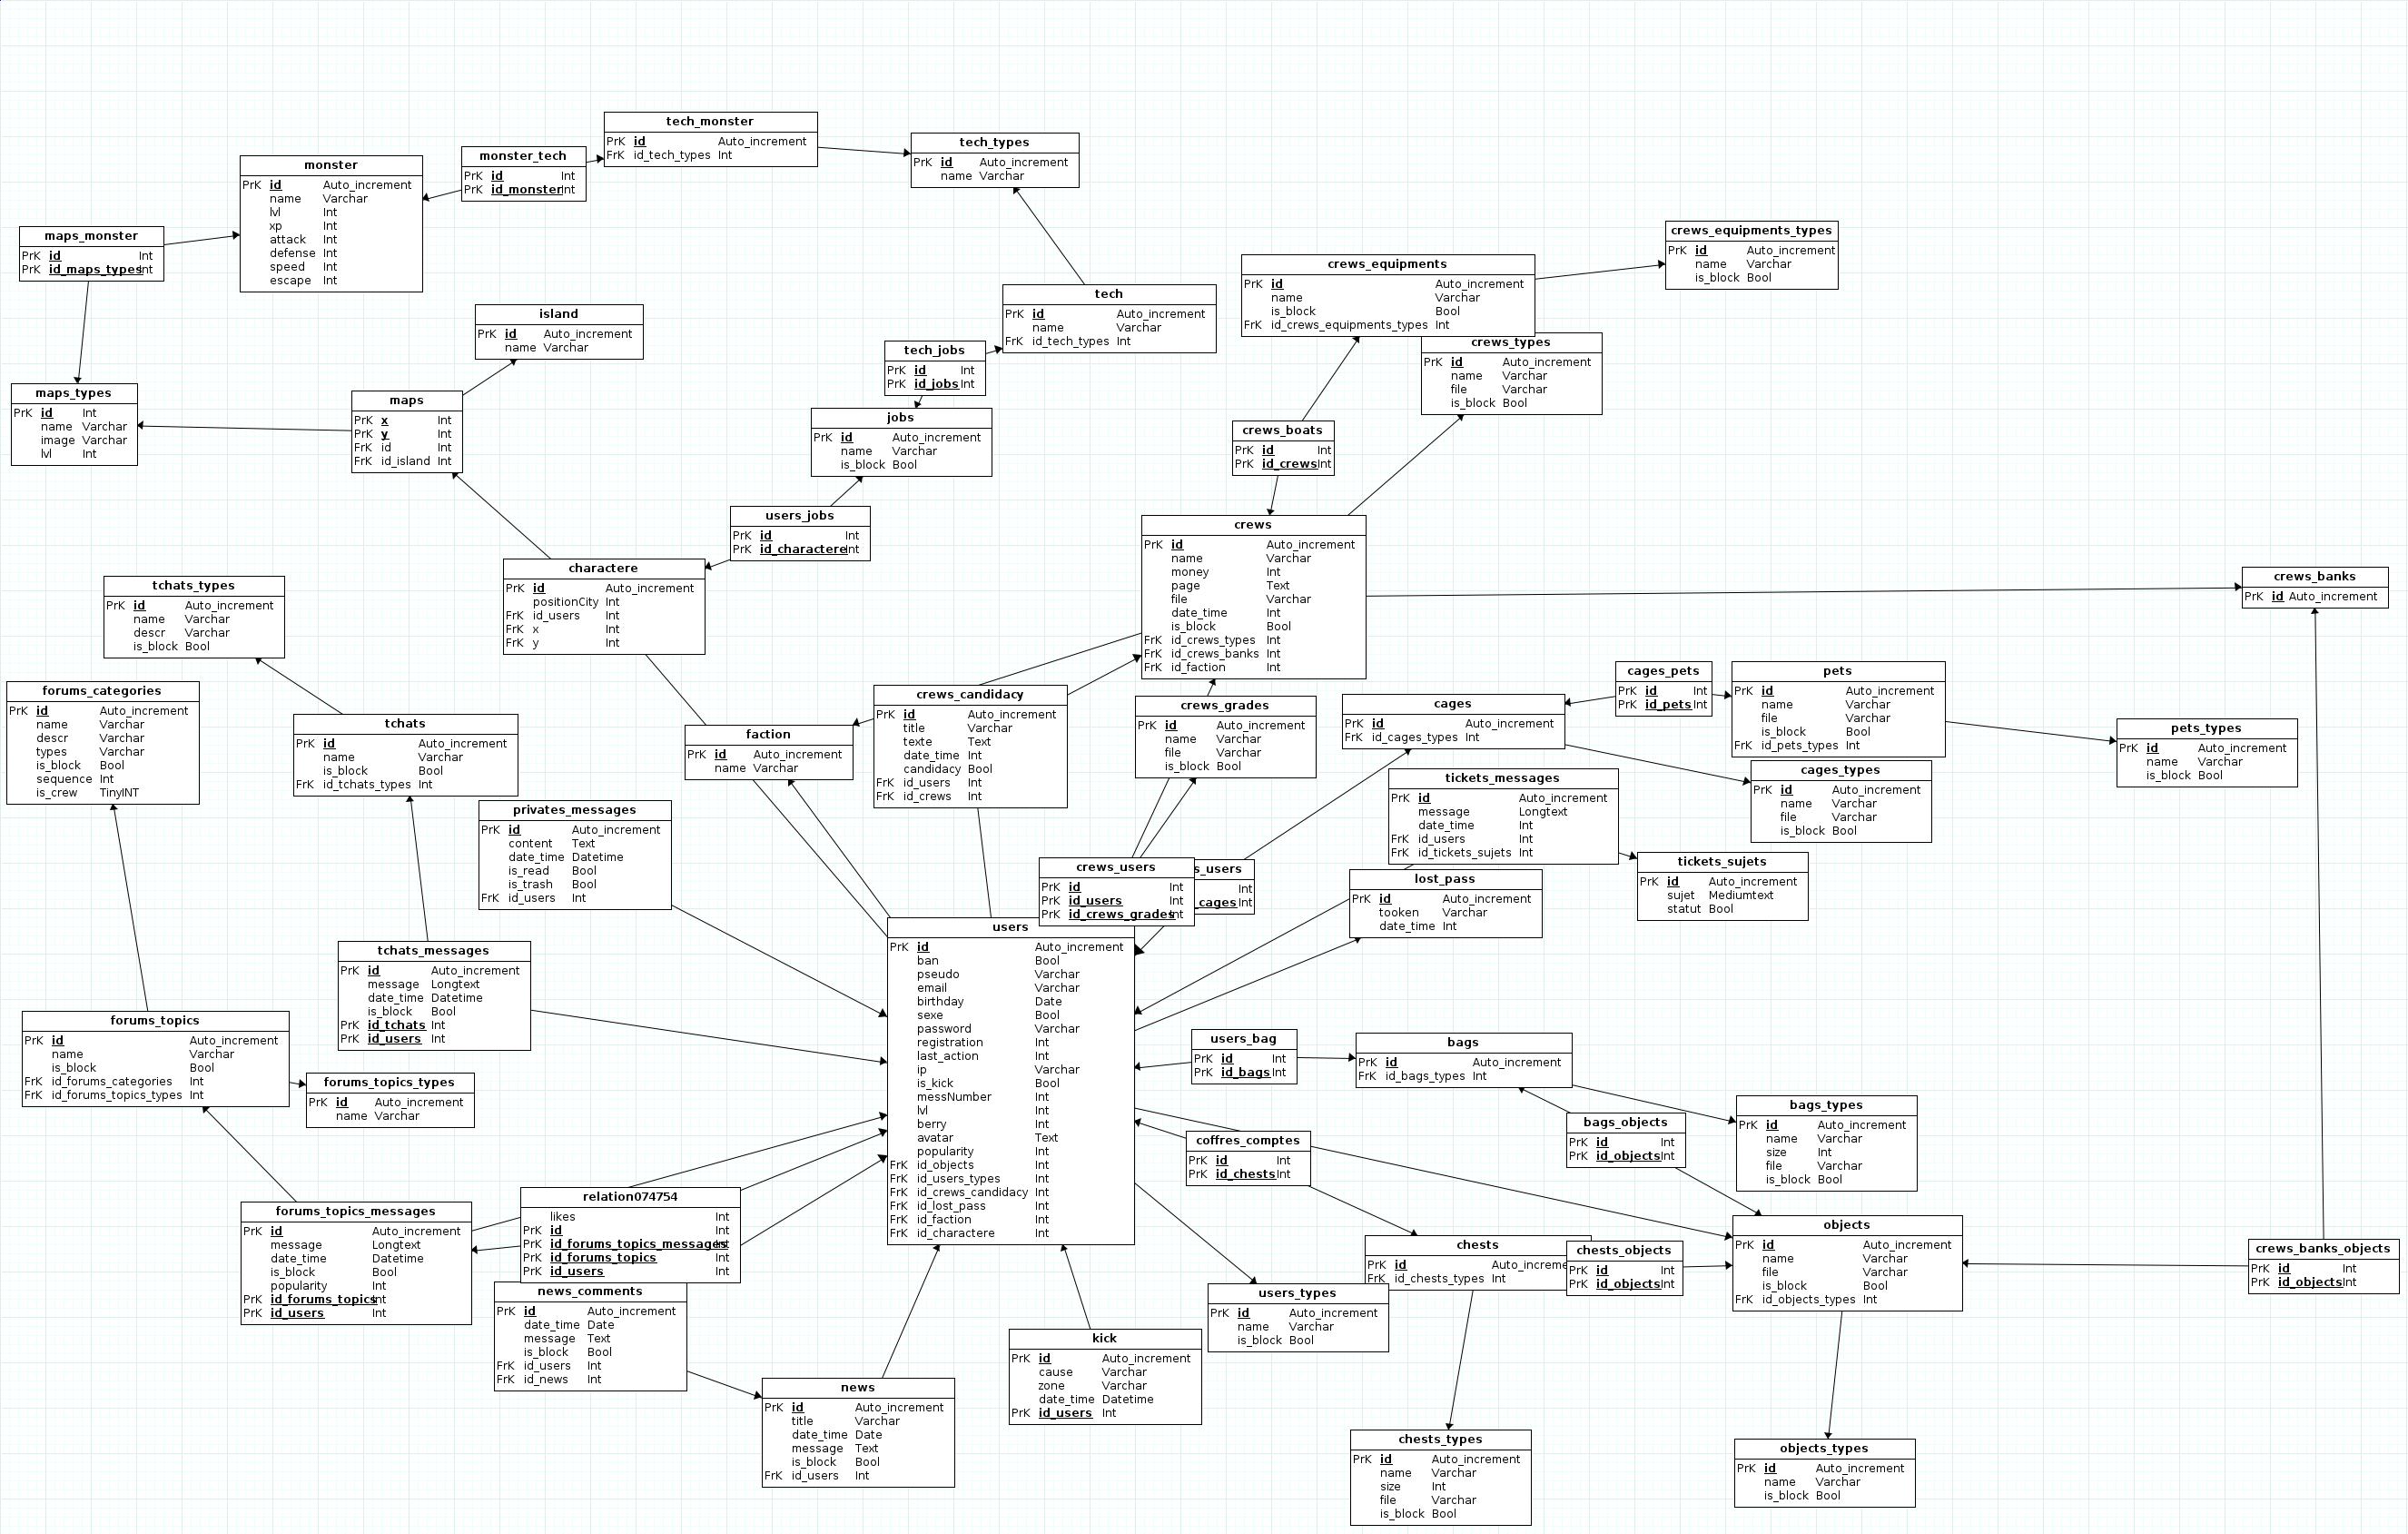 tech_monster
PrK id Auto_increment
FrK id_tech_types Int
tech_types
PrK id Auto_increment
name Varchar
monster_tech
PrK id Int
PrK id_monster Int
monster
PrK id Auto_increment
name Varchar
lvl Int
xp Int
attack Int
defense Int
speed Int
escape Int
maps_monster
PrK id Int
PrK id_maps_types Int
crews_equipments_types
PrK id Auto_increment
name Varchar
is_block Bool
crews_equipments
PrK id Auto_increment
name Varchar
is_block Bool
FrK id_crews_equipments_types Int
tech
PrK id Auto_increment
name Varchar
FrK id_tech_types Int
island
PrK id Auto_increment
name Varchar
crews_types
PrK id Auto_increment
name Varchar
file Varchar
is_block Bool
tech_jobs
PrK id Int
PrK id_jobs Int
maps_types
PrK id Int
name Varchar
image Varchar
lvl Int
maps
PrK x Int
PrK y Int
FrK id Int
FrK id_island Int
jobs
PrK id Auto_increment
name Varchar
is_block Bool
crews_boats
PrK id Int
PrK id_crews Int
users_jobs
PrK id Int
PrK id_charactere Int
crews
PrK id Auto_increment
name Varchar
money Int
page Text
file Varchar
date_time Int
is_block Bool
FrK id_crews_types Int
FrK id_crews_banks Int
FrK id_faction Int
charactere
PrK id Auto_increment
positionCity Int
FrK id_users Int
FrK x Int
FrK y Int
crews_banks
PrK id Auto_increment
tchats_types
PrK id Auto_increment
name Varchar
descr Varchar
is_block Bool
cages_pets
PrK id Int
PrK id_pets Int
pets
PrK id Auto_increment
name Varchar
file Varchar
is_block Bool
FrK id_pets_types Int
forums_categories
PrK id Auto_increment
name Varchar
descr Varchar
types Varchar
is_block Bool
sequence Int
is_crew TinyINT
crews_candidacy
PrK id Auto_increment
title Varchar
texte Text
date_time Int
candidacy Bool
FrK id_users Int
FrK id_crews Int
crews_grades
PrK id Auto_increment
name Varchar
file Varchar
is_block Bool
cages
PrK id Auto_increment
FrK id_cages_types Int
tchats
PrK id Auto_increment
name Varchar
is_block Bool
FrK id_tchats_types Int
pets_types
PrK id Auto_increment
name Varchar
is_block Bool
faction
PrK id Auto_increment
name Varchar
cages_types
PrK id Auto_increment
name Varchar
file Varchar
is_block Bool
tickets_messages
PrK id Auto_increment
message Longtext
date_time Int
FrK id_users Int
FrK id_tickets_sujets Int
privates_messages
PrK id Auto_increment
content Text
date_time Datetime
is_read Bool
is_trash Bool
FrK id_users Int
tickets_sujets
PrK id Auto_increment
sujet Mediumtext
statut Bool
crews_users
PrK id Int
PrK id_users Int
PrK id_crews_grades Int
s_users
Int
_cages Int
lost_pass
PrK id Auto_increment
tooken Varchar
date_time Int
users
PrK id Auto_increment
ban Bool
pseudo Varchar
email Varchar
birthday Date
sexe Bool
password Varchar
registration Int
last_action Int
ip Varchar
is_kick Bool
messNumber Int
lvl Int
berry Int
avatar Text
popularity Int
FrK id_objects Int
FrK id_users_types Int
FrK id_crews_candidacy Int
FrK id_lost_pass Int
FrK id_faction Int
FrK id_charactere Int
tchats_messages
PrK id Auto_increment
message Longtext
date_time Datetime
is_block Bool
PrK id_tchats Int
PrK id_users Int
forums_topics
PrK id Auto_increment
name Varchar
is_block Bool
FrK id_forums_categories Int
FrK id_forums_topics_types Int
users_bag
PrK id Int
PrK id_bags Int
bags
PrK id Auto_increment
FrK id_bags_types Int
forums_topics_types
PrK id Auto_increment
name Varchar
bags_types
PrK id Auto_increment
name Varchar
size Int
file Varchar
is_block Bool
bags_objects
PrK id Int
PrK id_objects Int
coffres_comptes
PrK id Int
PrK id_chests Int
relation074754
likes Int
PrK id Int
PrK id_forums_topics_messages Int
PrK id_forums_topics Int
PrK id_users Int
forums_topics_messages
PrK id Auto_increment
message Longtext
date_time Datetime
is_block Bool
popularity Int
PrK id_forums_topics Int
PrK id_users Int
objects
PrK id Auto_increment
name Varchar
file Varchar
is_block Bool
FrK id_objects_types Int
chests
PrK id Auto_increme
FrK id_chests_types Int
chests_objects
PrK id Int
PrK id_objects Int
crews_banks_objects
PrK id Int
PrK id_objects Int
news_comments
PrK id Auto_increment
date_time Date
message Text
is_block Bool
FrK id_users Int
FrK id_news Int
users_types
PrK id Auto_increment
name Varchar
is_block Bool
kick
PrK id Auto_increment
cause Varchar
zone Varchar
date_time Datetime
PrK id_users Int
news
PrK id Auto_increment
title Varchar
date_time Date
message Text
is_block Bool
FrK id_users Int
chests_types
PrK id Auto_increment
name Varchar
size Int
file Varchar
is_block Bool
objects_types
PrK id Auto_increment
name Varchar
is_block Bool